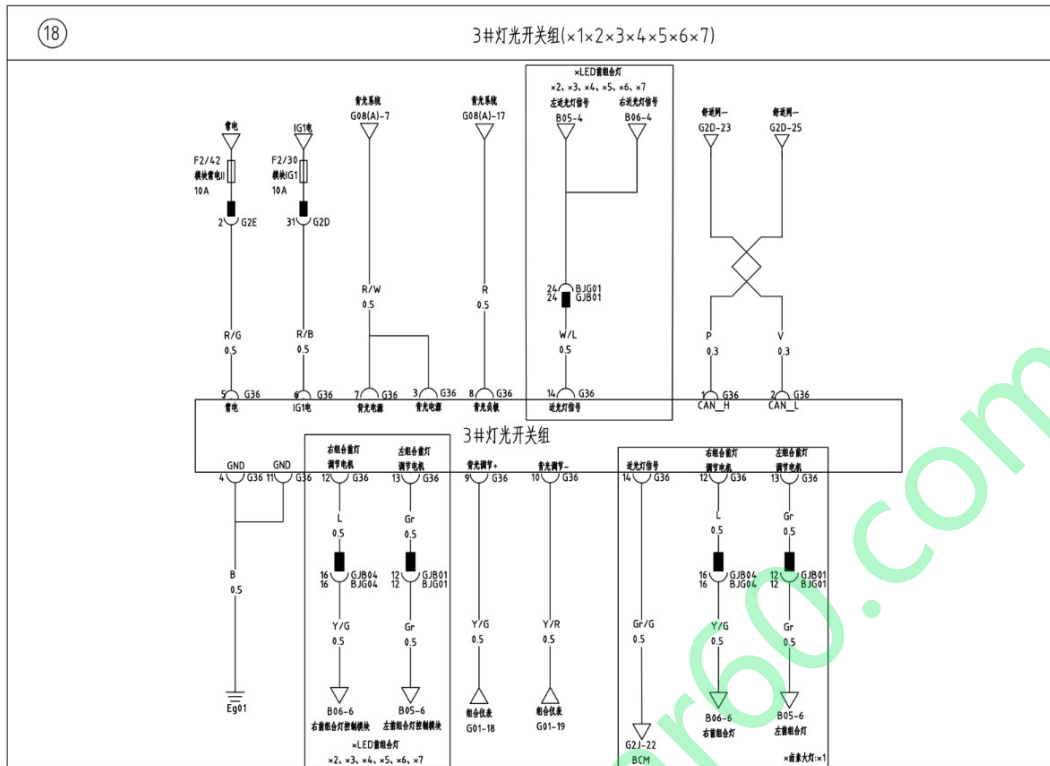 18
3#灯光开关组(×1×2×3×4×5×6×7)
×LED前组合灯
×2、×3、×4、×5、×6、×7
左近光灯信号 右近光灯信号
B05-4 B06-4
常电
IG1电
背光系统
G08(A)-7
背光系统
G08(A)-17
舒适网一
G2D-23
舒适网一
G2D-25
F2/42
模块常电II
10A
F2/30
模块IG1
10A
2 G2E
31 G2D
24 BJG01
24 GJB01
R/G
0.5
R/B
0.5
R/W
0.5
R
0.5
W/L
0.5
P
0.3
V
0.3
5 G36
常电
6 G36
IG1电
7 G36
背光电源
3 G36
背光电源
8 G36
背光负极
14 G36
近光灯信号
1 G36
CAN_H
2 G36
CAN_L
3#灯光开关组
GND
4 G36
GND
11 G36
右组合前灯
调节电机
12 G36
左组合前灯
调节电机
13 G36
背光调节+
9 G36
背光调节-
10 G36
近光灯信号
14 G36
右组合前灯
调节电机
12 G36
左组合前灯
调节电机
13 G36
L
0.5
Gr
0.5
L
0.5
Gr
0.5
16 GJB04
16 BJG04
12 GJB01
12 BJG01
16 GJB04
16 BJG04
12 GJB01
12 BJG01
B
0.5
Y/G
0.5
Gr
0.5
Y/G
0.5
Y/R
0.5
Gr/G
0.5
Y/G
0.5
Gr
0.5
Eg01
B06-6
右前组合灯控制模块
B05-6
左前组合灯控制模块
×LED前组合灯
×2、×3、×4、×5、×6、×7
组合仪表
G01-18
组合仪表
G01-19
G2J-22
BCM
B06-6
右前组合灯
B05-6
左前组合灯
×卤素大灯:×1
ar60.com